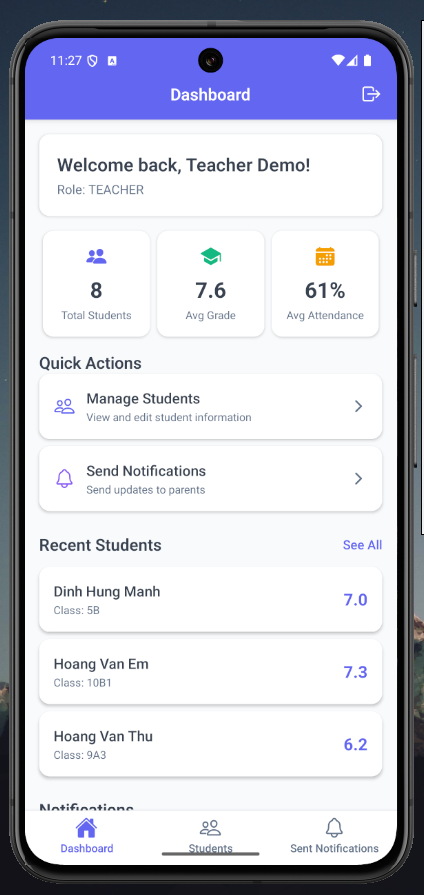 11:27
Dashboard
Welcome back, Teacher Demo!
Role: TEACHER
8
Total Students
7.6
Avg Grade
61%
Avg Attendance
Quick Actions
Manage Students
View and edit student information
Send Notifications
Send updates to parents
Recent Students
See All
Dinh Hung Manh
Class: 5B
7.0
Hoang Van Em
Class: 10B1
7.3
Hoang Van Thu
Class: 9A3
6.2
Notifications
Dashboard
Students
Sent Notifications